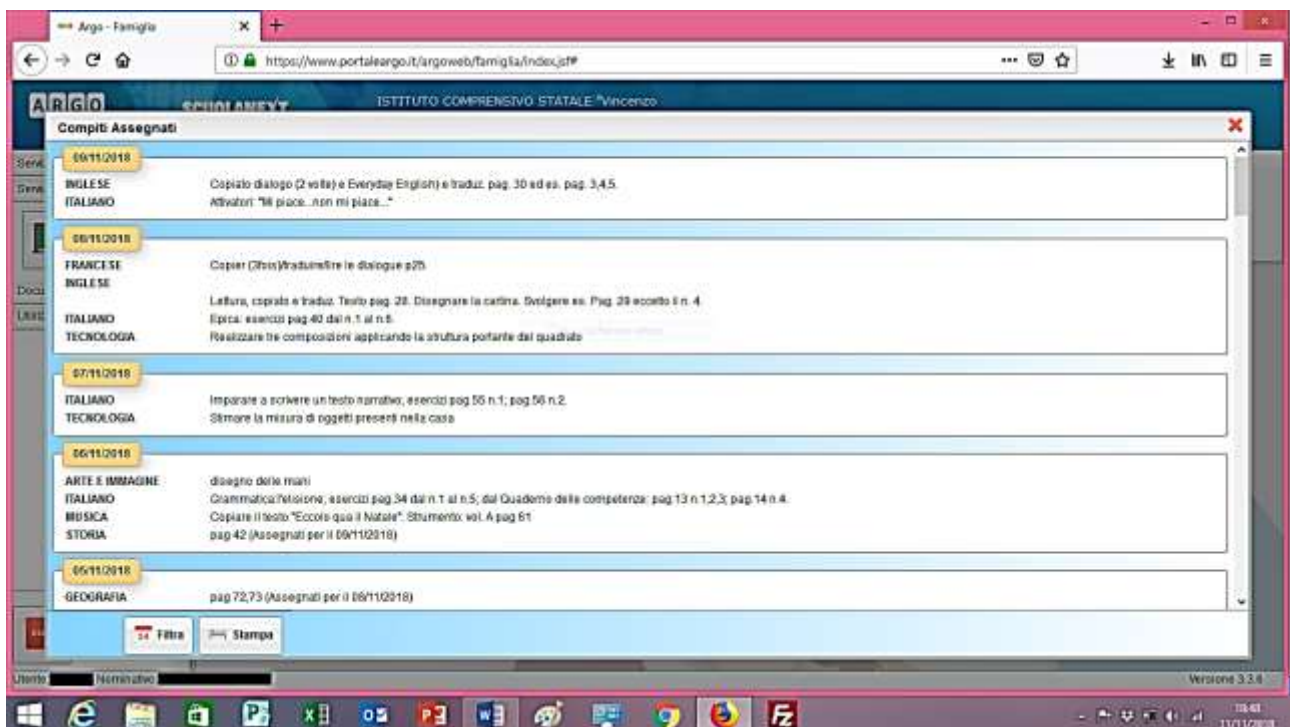 Argo - Famiglia
https://www.portaleargo.it/argoweb/famiglia/index.jsf#
ARGO SCUOLANEXT ISTITUTO COMPRENSIVO STATALE "Vincenzo
Compiti Assegnati
09/11/2018
INGLESE Copiato dialogo (2 volte) e Everyday English) e traduz. pag. 30 ed es. pag. 3,4,5.
ITALIANO Attivatori: "Mi piace...non mi piace..."
08/11/2018
FRANCESE Copier (3fois)/traduire/lire le dialogue p25
INGLESE
Lettura, copiato e traduz. Testo pag. 28. Disegnare la cartina. Svolgere es. Pag. 29 eccetto il n. 4.
ITALIANO Epica: esercizi pag 40 dal n.1 al n.6.
TECNOLOGIA Realizzare tre composizioni applicando la struttura portante del quadrato
07/11/2018
ITALIANO Imparare a scrivere un testo narrativo; esercizi pag 55 n.1; pag 56 n.2.
TECNOLOGIA Stimare la misura di oggetti presenti nella casa
06/11/2018
ARTE E IMMAGINE disegno delle mani
ITALIANO Grammatica:l'elisione; esercizi pag.34 dal n.1 al n.5; dal Quaderno delle competenze: pag 13 n.1,2,3; pag.14 n.4.
MUSICA Copiare il testo "Eccolo qua il Natale". Strumento: vol. A pag 61
STORIA pag 42 (Assegnati per il 09/11/2018)
05/11/2018
GEOGRAFIA pag 72,73 (Assegnati per il 08/11/2018)
Filtra Stampa
Utente Nominativo Versione 3.3.6
11/11/2018